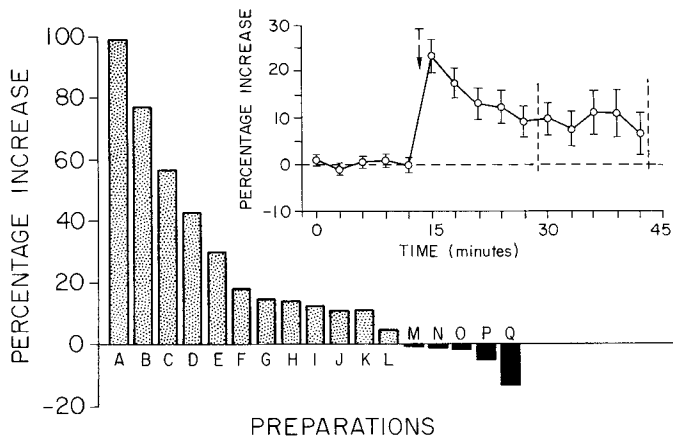 PERCENTAGE INCREASE
100
80
60
40
20
0
-20
A B C D E F G H I J K L M N O P Q
PREPARATIONS
PERCENTAGE INCREASE
30
20
10
0
-10
T
0 15 30 45
TIME (minutes)